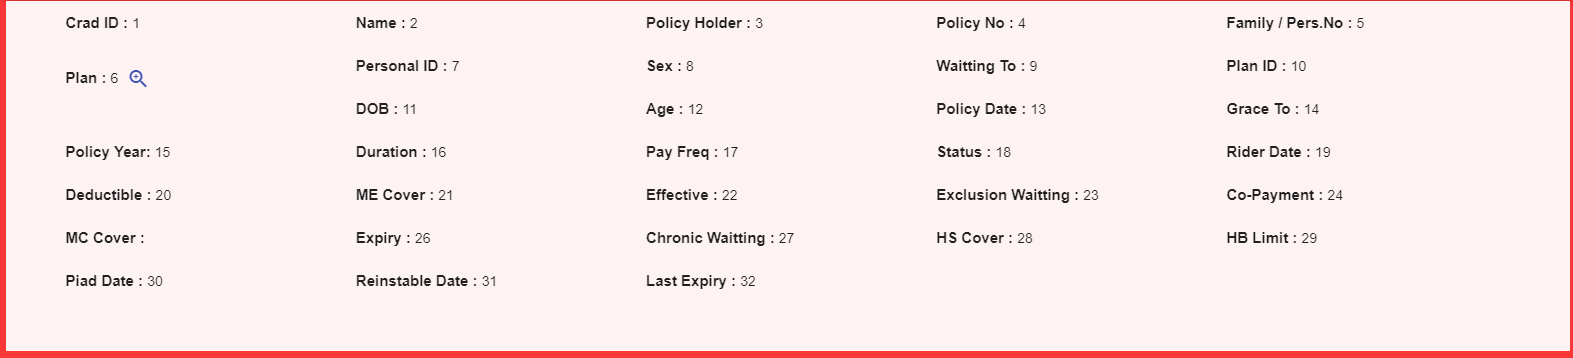 Crad ID : 1 Name : 2 Policy Holder : 3 Policy No : 4 Family / Pers.No : 5
Plan : 6 Personal ID : 7 Sex : 8 Waitting To : 9 Plan ID : 10
DOB : 11 Age : 12 Policy Date : 13 Grace To : 14
Policy Year: 15 Duration : 16 Pay Freq : 17 Status : 18 Rider Date : 19
Deductible : 20 ME Cover : 21 Effective : 22 Exclusion Waitting : 23 Co-Payment : 24
MC Cover : Expiry : 26 Chronic Waitting : 27 HS Cover : 28 HB Limit : 29
Piad Date : 30 Reinstable Date : 31 Last Expiry : 32